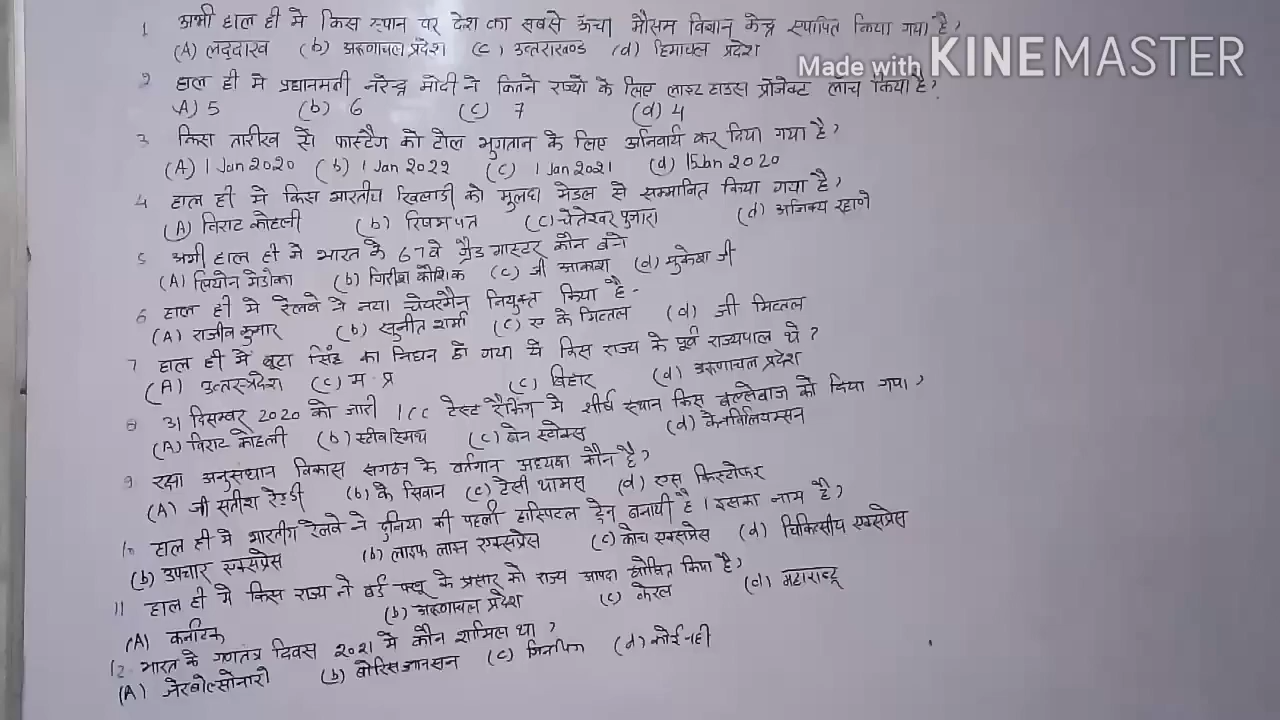 1 अभी हाल ही मे किस स्थान पर देश का सबसे ऊँचा मौसम विज्ञान केन्द्र स्थापित किया गया है?
(A) लद्दाख (b) अरूणाचल प्रदेश (c) उत्तराखण्ड (d) हिमाचल प्रदेश
Made with KINEMASTER
2 हाल ही मे प्रधानमंत्री नरेन्द्र मोदी ने कितने राज्यो के लिए लाइट हाउस प्रोजेक्ट लॉच किया है?
A) 5 (b) 6 (c) 7 (d) 4
3 किस तारीख से फास्टैग को टोल भुगतान के लिए अनिवार्य कर दिया गया है?
(A) 1 Jan 2020 (b) 1 Jan 2022 (c) 1 Jan 2021 (d) 15Jan 2020
4 हाल ही मे किस भारतीय खिलाडी को मुलघ मेडल से सम्मानित किया गया है?
(A) विराट कोहली (b) रिषभ पंत (c) चेतेश्वर पुजारा (d) अजिंक्य रहाणे
5 अभी हाल ही मे भारत के 67वे ग्रैंड मास्टर कौन बने
(A) लियोन मेंडोका (b) गिरीश कौशिक (c) जी आकाश (d) मुकेश जी
6 हाल ही मे रेलवे ने नया चेयरमैन नियुक्त किया है -
(A) राजीव कुमार (b) सुनीत शर्मा (c) ए के मित्तल (d) जी मित्तल
7 हाल ही मे बूटा सिंह का निधन हो गया ये किस राज्य के पूर्व राज्यपाल थे?
(A) उत्तरप्रदेश (c) म. प्र (c) बिहार (d) अरूणाचल प्रदेश
8 31 दिसम्बर 2020 को जारी ICC टेस्ट रैंकिंग मे शीर्ष स्थान किस बल्लेबाज को दिया गया?
(A) विराट कोहली (b) स्टीव स्मिथ (c) बेन स्टोक्स (d) केन विलियम्सन
9 रक्षा अनुसंधान विकास संगठन के वर्तमान अध्यक्ष कौन है?
(A) जी सतीश रेड्डी (b) के सिवान (c) टेसी थामस (d) एस क्रिस्टोफर
10 हाल ही मे भारतीय रेलवे ने दुनिया की पहली हास्पिटल ट्रेन बनायी है। इसका नाम है?
(b) उपचार एक्सप्रेस (b) लाइफ लाइन एक्सप्रेस (c) कोच एक्सप्रेस (d) चिकित्सीय एक्सप्रेस
11 हाल ही मे किस राज्य ने बर्ड फ्लू के प्रसार को राज्य आपदा घोषित किया है?
(A) कर्नाटक (b) अरूणाचल प्रदेश (c) केरल (d) महाराष्ट्र
12. भारत के गणतंत्र दिवस 2021 मे कौन शामिल था?
(A) जेरबोल्सोनारो (b) बोरिस जानसन (c) जिनपिंग (d) कोई नही